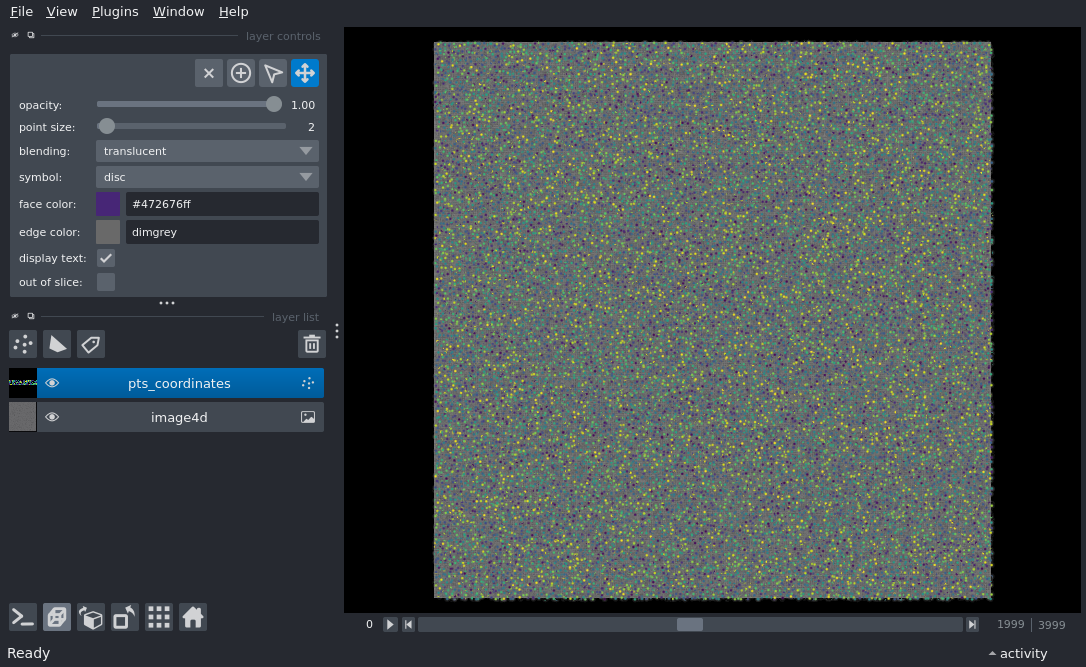 File View Plugins Window Help
layer controls
opacity: 1.00
point size: 2
blending: translucent
symbol: disc
face color: #472676ff
edge color: dimgrey
display text:
out of slice:
layer list
pts_coordinates
image4d
0 1999 3999
Ready activity